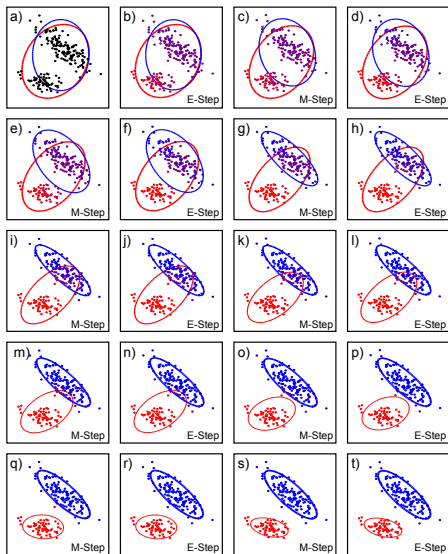 a) b) c) d)
E-Step M-Step E-Step
e) f) g) h)
M-Step E-Step M-Step E-Step
i) j) k) l)
M-Step E-Step M-Step E-Step
m) n) o) p)
M-Step E-Step M-Step E-Step
q) r) s) t)
M-Step E-Step M-Step E-Step